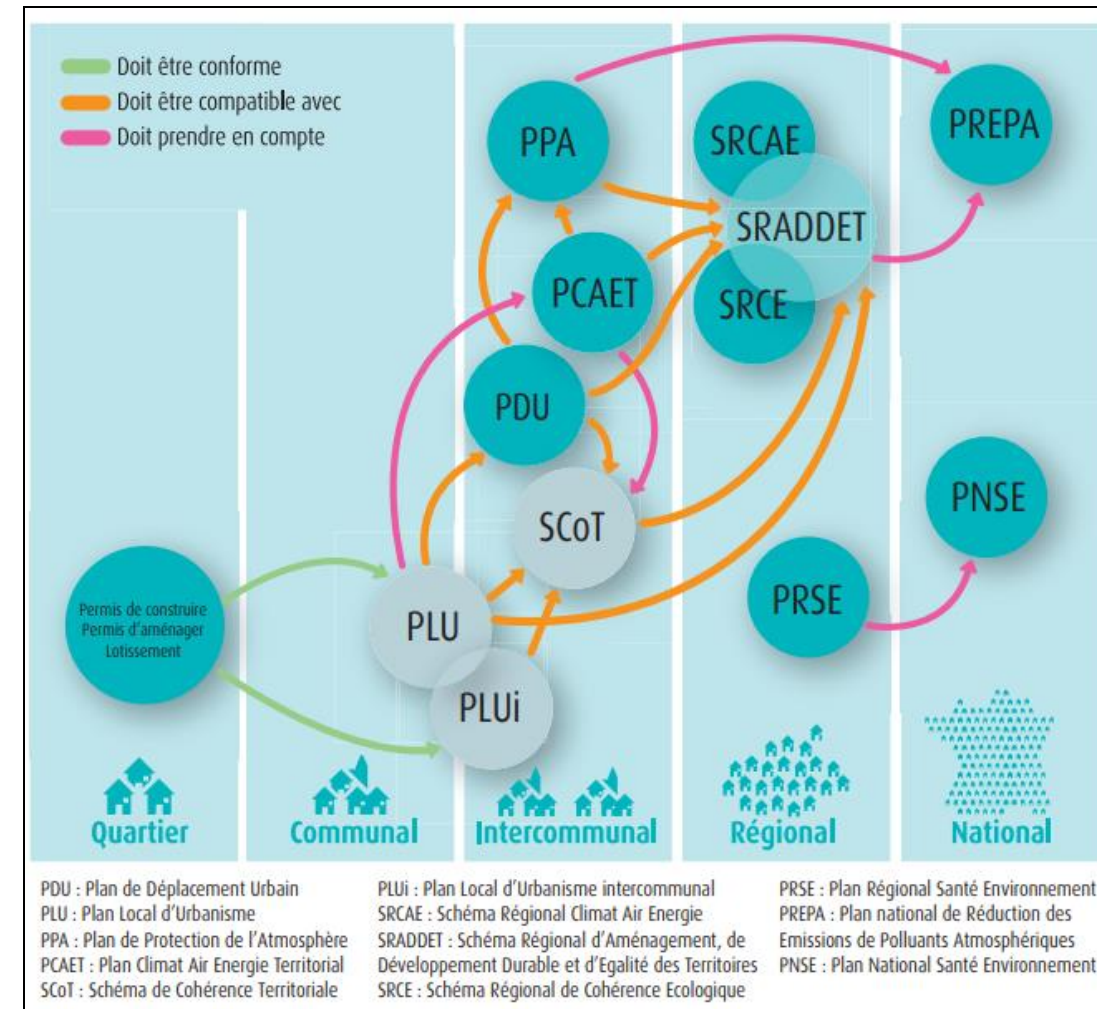 Doit être conforme
Doit être compatible avec
Doit prendre en compte
PPA
SRCAE
PREPA
SRADDET
PCAET
SRCE
PDU
SCoT
PNSE
PRSE
Permis de construire
Permis d'aménager
Lotissement
PLU
PLUi
Quartier
Communal
Intercommunal
Régional
National
PDU : Plan de Déplacement Urbain
PLU : Plan Local d'Urbanisme
PPA : Plan de Protection de l'Atmosphère
PCAET : Plan Climat Air Energie Territorial
SCoT : Schéma de Cohérence Territoriale
PLUi : Plan Local d'Urbanisme intercommunal
SRCAE : Schéma Régional Climat Air Energie
SRADDET : Schéma Régional d'Aménagement, de
Développement Durable et d'Egalité des Territoires
SRCE : Schéma Régional de Cohérence Ecologique
PRSE : Plan Régional Santé Environnement
PREPA : Plan national de Réduction des
Emissions de Polluants Atmosphériques
PNSE : Plan National Santé Environnement